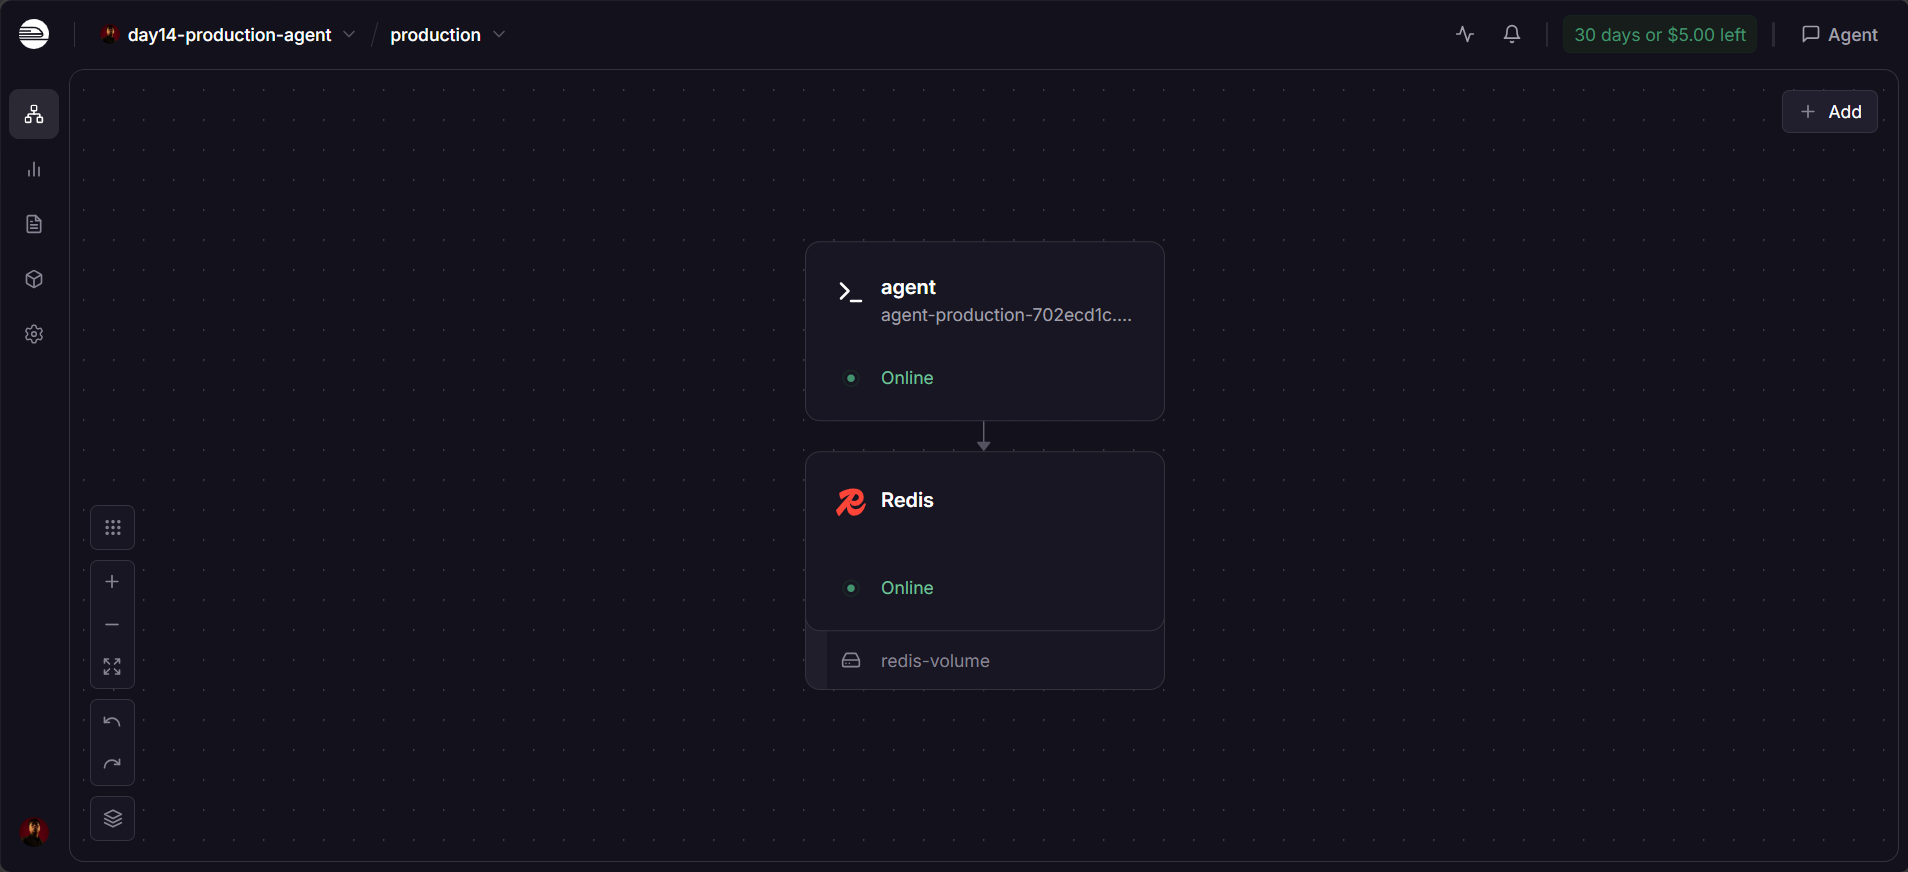 day14-production-agent
production
30 days or $5.00 left
Agent
Add
agent
agent-production-702ecd1c....
Online
Redis
Online
redis-volume